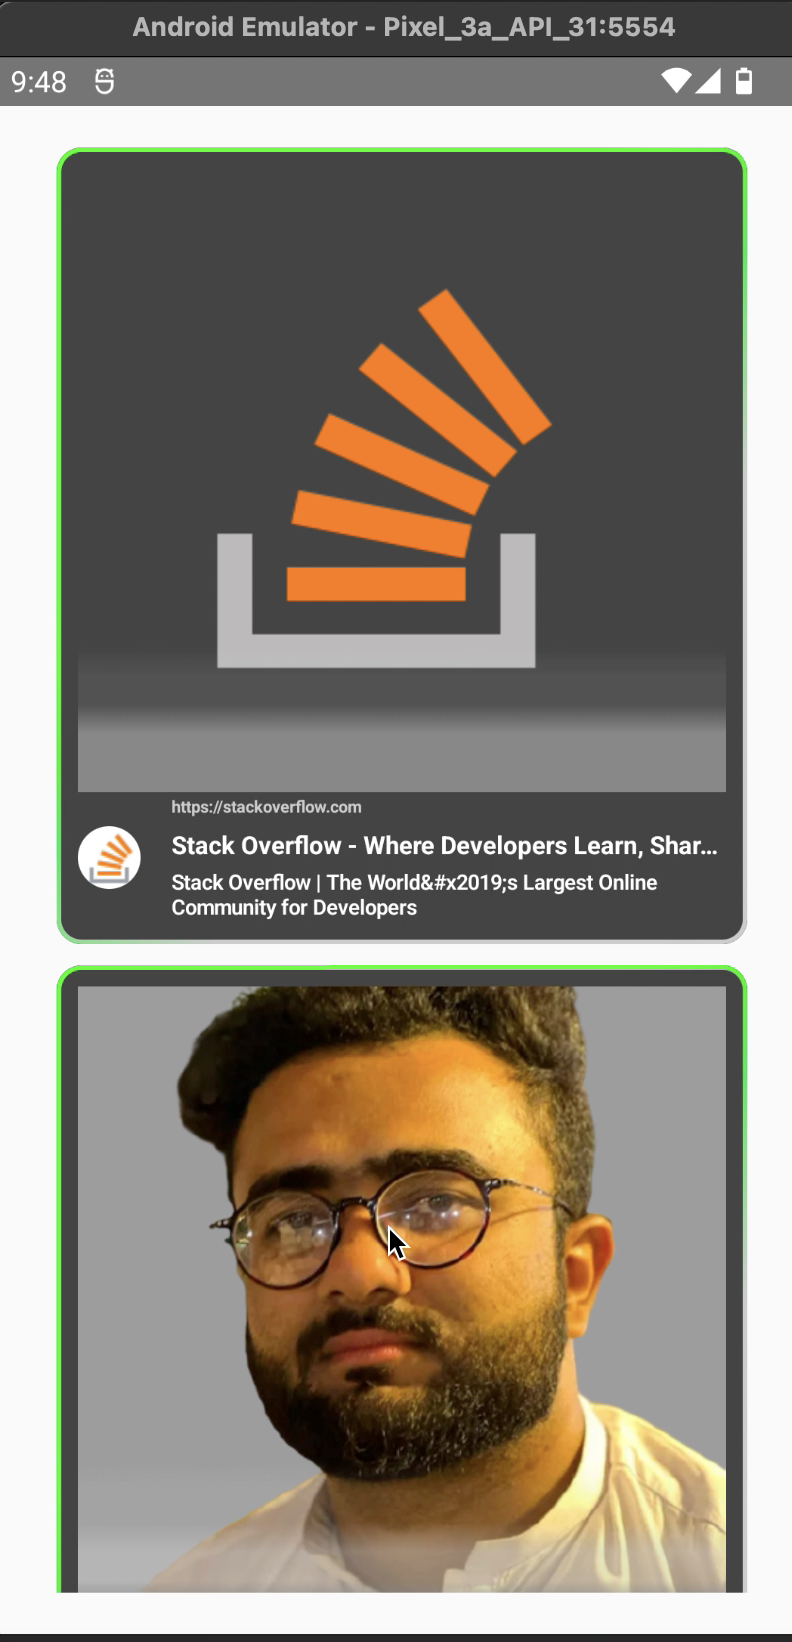 Android Emulator - Pixel_3a_API_31:5554
9:48
https://stackoverflow.com
Stack Overflow - Where Developers Learn, Shar...
Stack Overflow | The World&#x2019;s Largest Online
Community for Developers